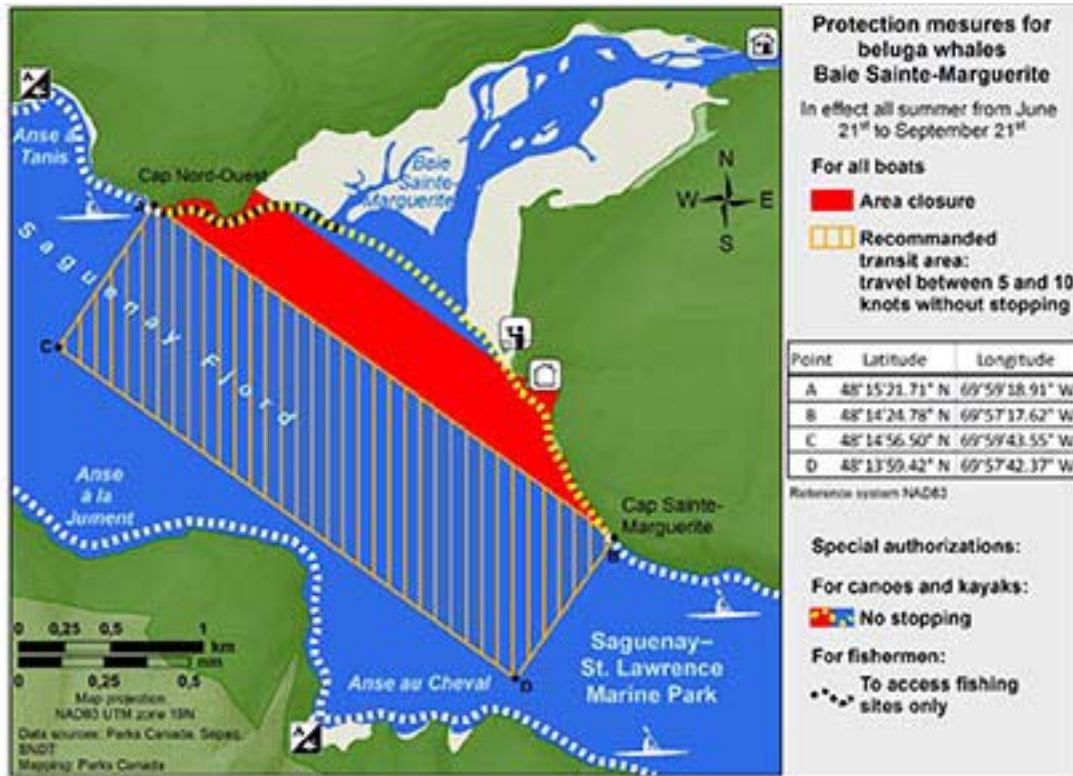 Protection mesures for
beluga whales
Baie Sainte-Marguerite
In effect all summer from June
21st to September 21st
For all boats
Area closure
Recommanded
transit area:
travel between 5 and 10
knots without stopping
Point Latitude Longitude
A 48°15'21.71" N 69°59'18.91" W
B 48°14'24.78" N 69°57'17.62" W
C 48°14'56.50" N 69°59'43.55" W
D 48°13'59.42" N 69°57'42.37" W
Reference system NAD83
Special authorizations:
For canoes and kayaks:
No stopping
For fishermen:
To access fishing
sites only
Anse à
Tanis
Cap Nord-Ouest
Baie
Sainte-
Marguerite
N
W E
S
A
Saguenay Fjord
C
Anse
à la
Jument
Cap Sainte-
Marguerite
B
Saguenay–
St. Lawrence
Marine Park
D
Anse au Cheval
0 0,25 0,5 1
km
nm
0 0,5
Map projection
NAD83 UTM zone 19N
Data sources: Parks Canada, Sepaq,
Mapping: Parks Canada